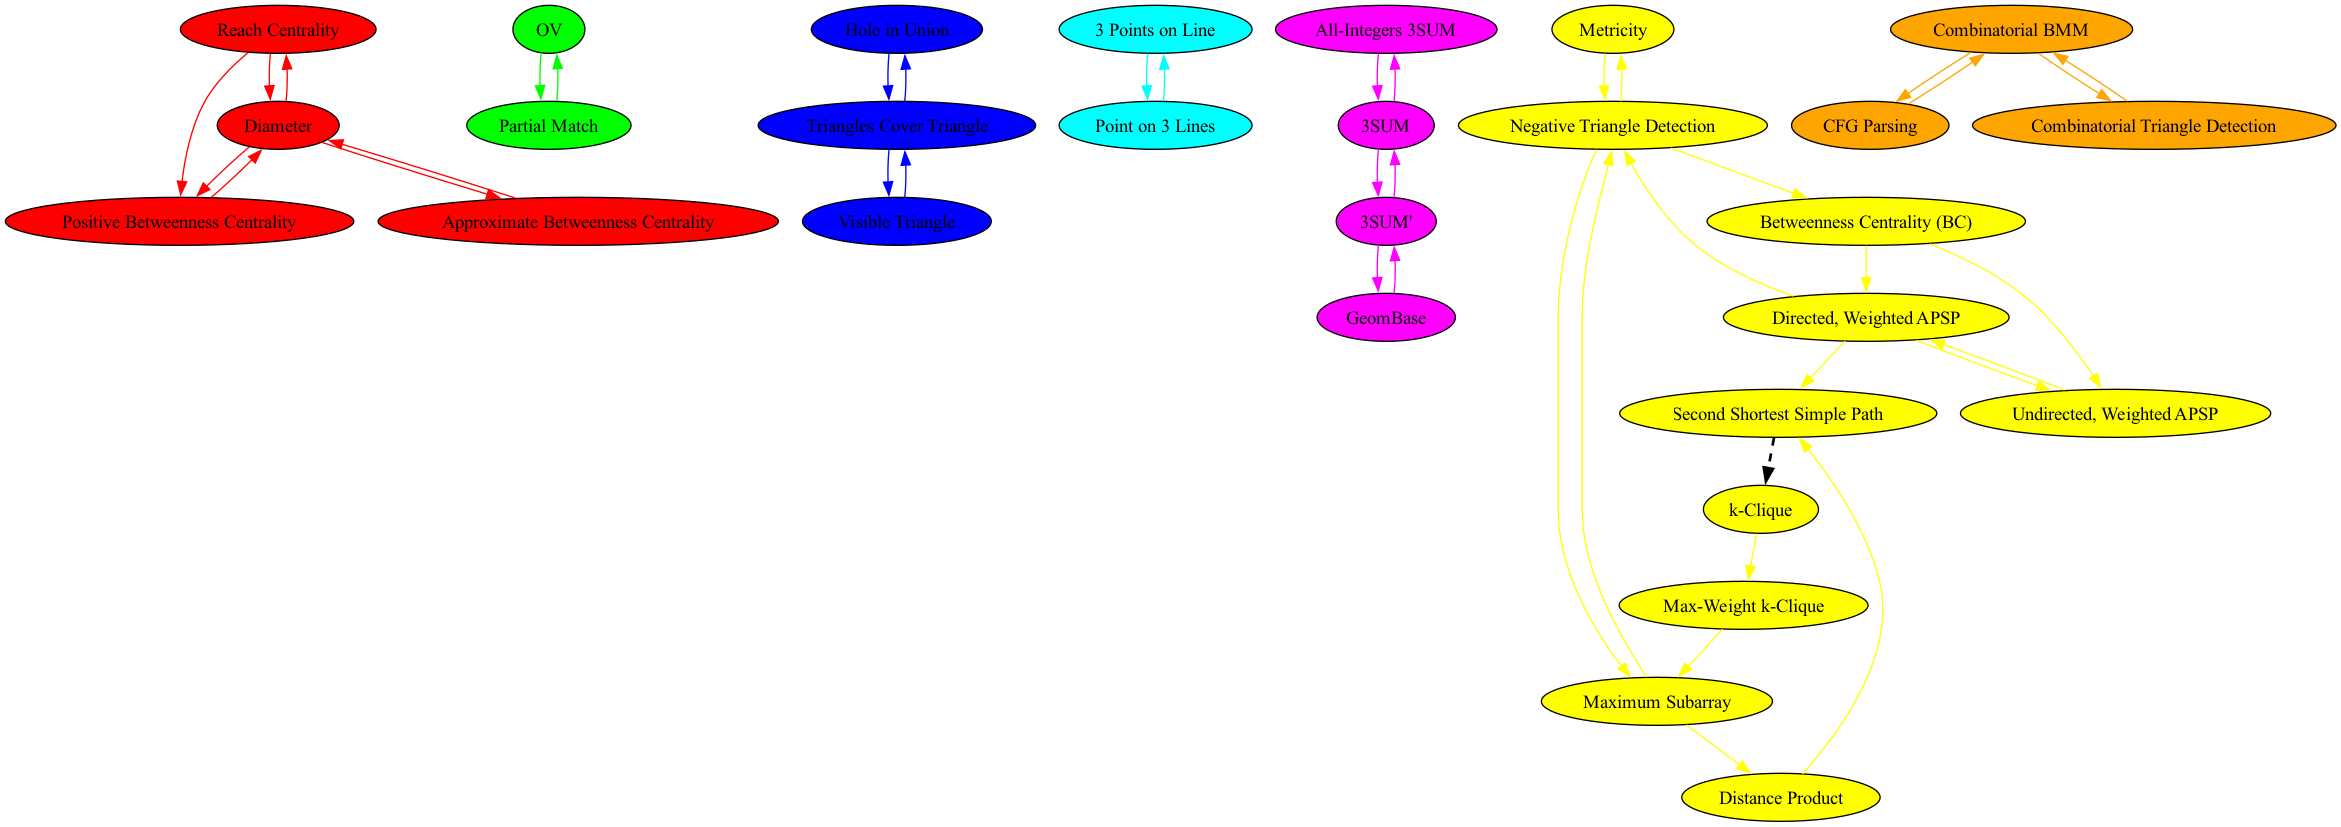 Reach Centrality
OV
Hole in Union
3 Points on Line
All-Integers 3SUM
Metricity
Combinatorial BMM
Diameter
Partial Match
Triangles Cover Triangle
Point on 3 Lines
3SUM
Negative Triangle Detection
CFG Parsing
Combinatorial Triangle Detection
Positive Betweenness Centrality
Approximate Betweenness Centrality
Visible Triangle
3SUM'
Betweenness Centrality (BC)
GeomBase
Directed, Weighted APSP
Second Shortest Simple Path
Undirected, Weighted APSP
k-Clique
Max-Weight k-Clique
Maximum Subarray
Distance Product